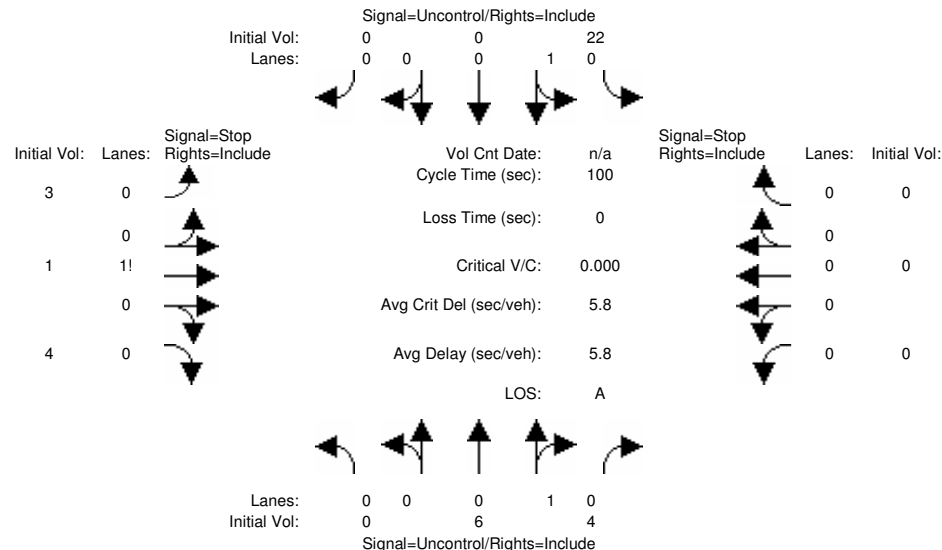 Signal=Uncontrol/Rights=Include
Initial Vol: 0 0 22
Lanes: 0 0 0 1 0
Signal=Stop Signal=Stop
Initial Vol: Lanes: Rights=Include Vol Cnt Date: n/a Rights=Include Lanes: Initial Vol:
Cycle Time (sec): 100
3 0 0 0
Loss Time (sec): 0
0 0
1 1! Critical V/C: 0.000 0 0
0 Avg Crit Del (sec/veh): 5.8 0
4 0 Avg Delay (sec/veh): 5.8 0 0
LOS: A
Lanes: 0 0 0 1 0
Initial Vol: 0 6 4
Signal=Uncontrol/Rights=Include